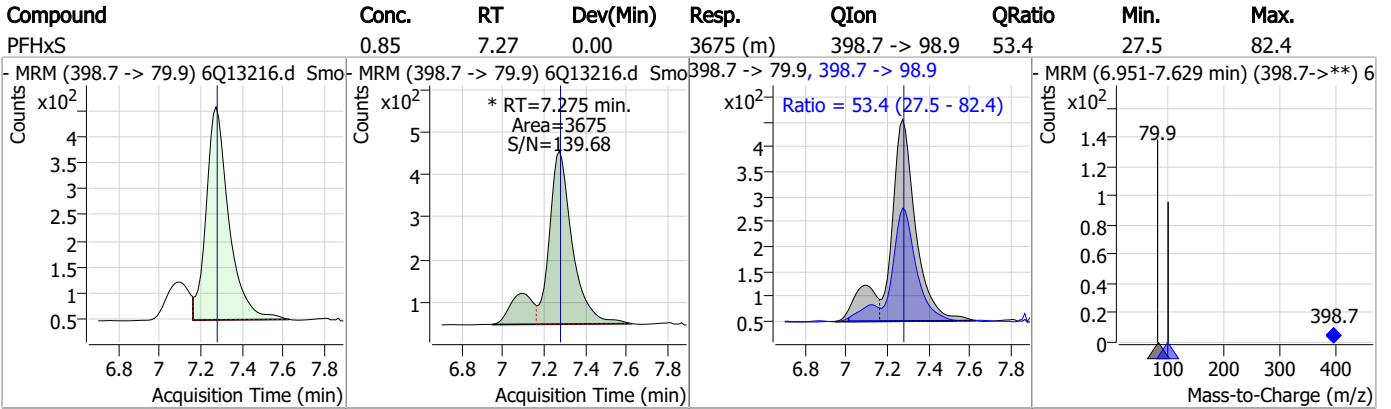 Compound Conc. RT Dev(Min) Resp. QIon QRatio Min. Max.
PFHxS 0.85 7.27 0.00 3675 (m) 398.7 -> 98.9 53.4 27.5 82.4
- MRM (398.7 -> 79.9) 6Q13216.d Smo
Counts
x10²
4
3.5
3
2.5
2
1.5
1
0.5
6.8 7 7.2 7.4 7.6 7.8
Acquisition Time (min)
- MRM (398.7 -> 79.9) 6Q13216.d Smo
Counts
x10²
* RT=7.275 min.
Area=3675
S/N=139.68
5
4
3
2
1
6.8 7 7.2 7.4 7.6 7.8
Acquisition Time (min)
398.7 -> 79.9, 398.7 -> 98.9
Counts
x10²
Ratio = 53.4 (27.5 - 82.4)
4
3.5
3
2.5
2
1.5
1
0.5
6.8 7 7.2 7.4 7.6 7.8
Acquisition Time (min)
- MRM (6.951-7.629 min) (398.7->**) 6
Counts
x10²
79.9
1.4
1.2
1
0.8
0.6
0.4
0.2
0
398.7
100 200 300 400
Mass-to-Charge (m/z)